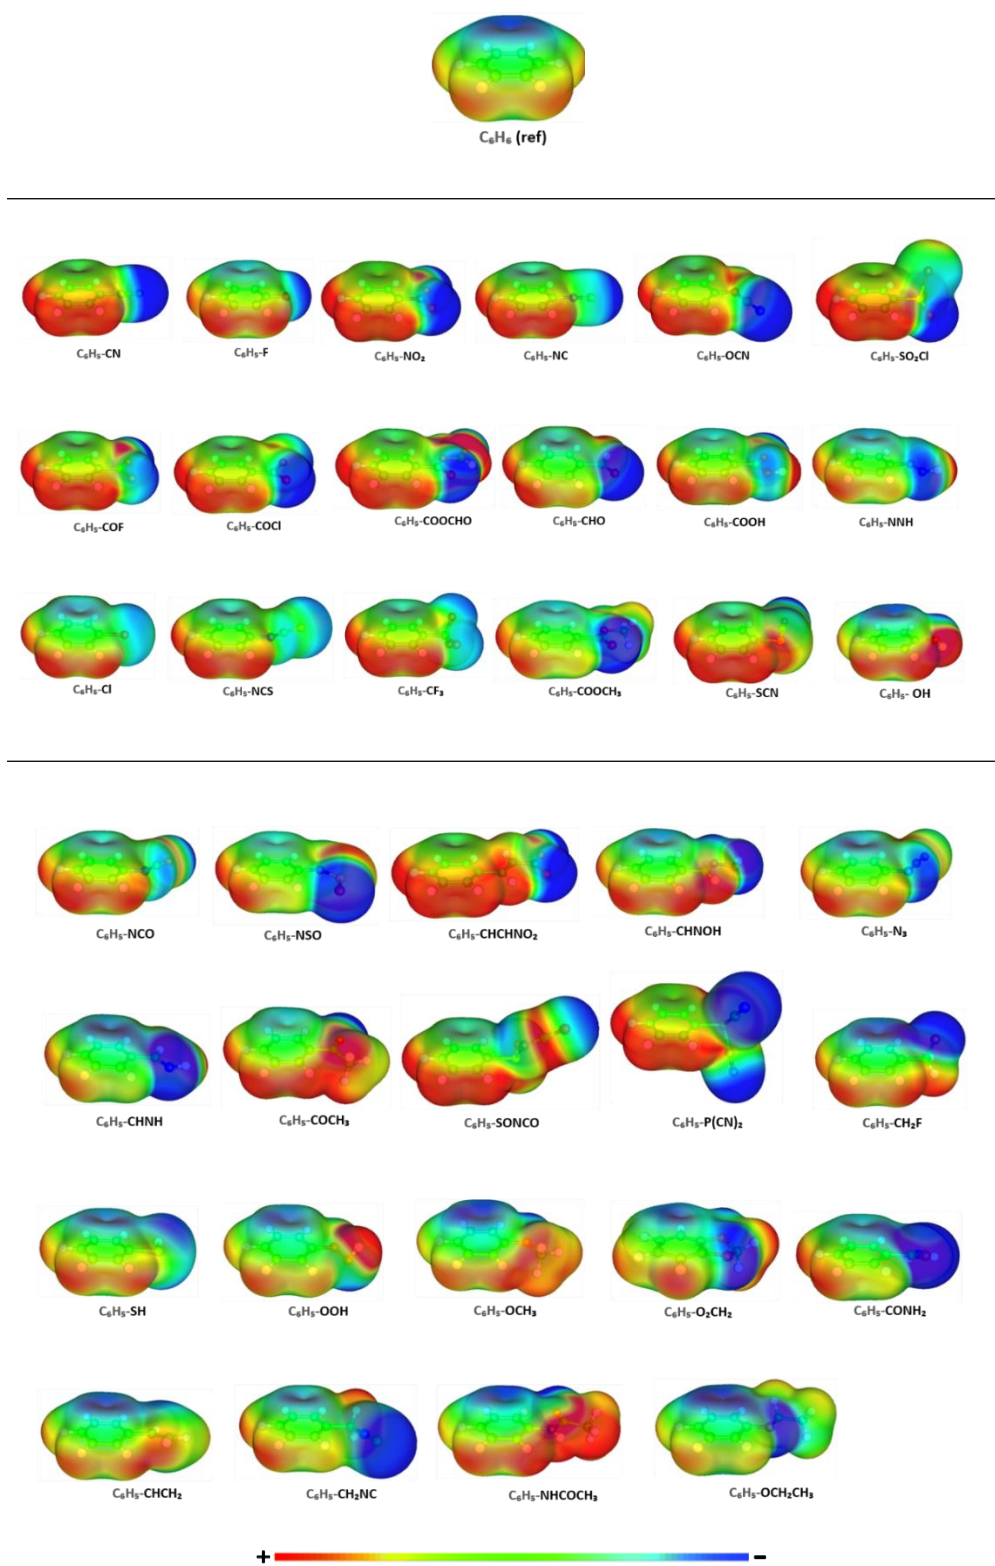 C₆H₆ (ref)
C₆H₅-CN C₆H₅-F C₆H₅-NO₂ C₆H₅-NC C₆H₅-OCN C₆H₅-SO₂Cl
C₆H₅-COF C₆H₅-COCl C₆H₅-COOCHO C₆H₅-CHO C₆H₅-COOH C₆H₅-NNH
C₆H₅-Cl C₆H₅-NCS C₆H₅-CF₃ C₆H₅-COOCH₃ C₆H₅-SCN C₆H₅- OH
C₆H₅-NCO C₆H₅-NSO C₆H₅-CHCHNO₂ C₆H₅-CHNOH C₆H₅-N₃
C₆H₅-CHNH C₆H₅-COCH₃ C₆H₅-SONCO C₆H₅-P(CN)₂ C₆H₅-CH₂F
C₆H₅-SH C₆H₅-OOH C₆H₅-OCH₃ C₆H₅-O₂CH₂ C₆H₅-CONH₂
C₆H₅-CHCH₂ C₆H₅-CH₂NC C₆H₅-NHCOCH₃ C₆H₅-OCH₂CH₃
+ −